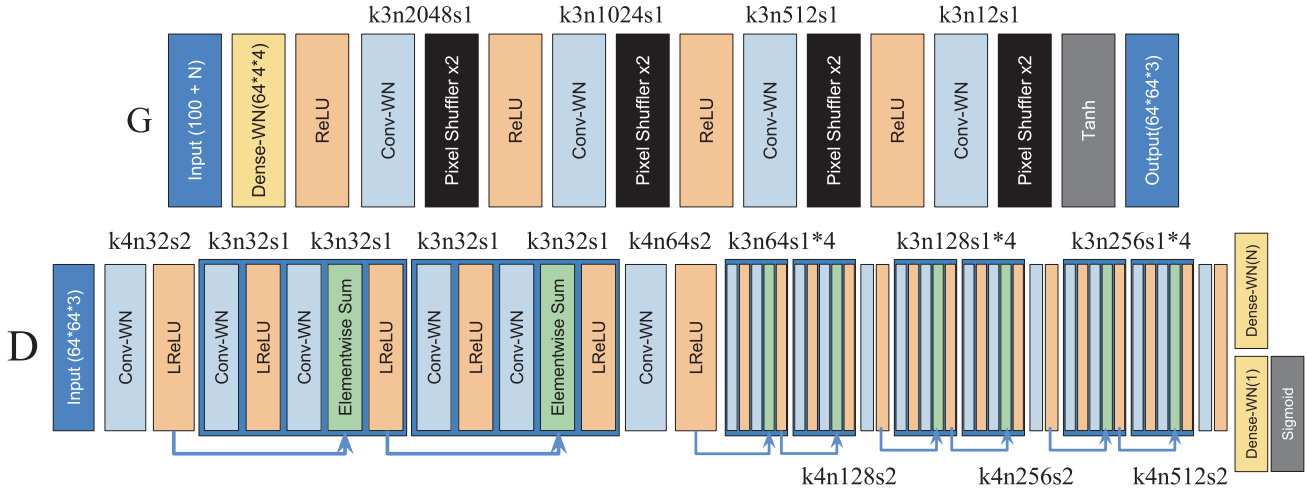 k3n2048s1 k3n1024s1 k3n512s1 k3n12s1
G
Input (100 + N)
Dense-WN(64*4*4)
ReLU
Conv-WN
Pixel Shuffler x2
ReLU
Conv-WN
Pixel Shuffler x2
ReLU
Conv-WN
Pixel Shuffler x2
ReLU
Conv-WN
Pixel Shuffler x2
Tanh
Output(64*64*3)
k4n32s2 k3n32s1 k3n32s1 k3n32s1 k3n32s1 k4n64s2 k3n64s1*4 k3n128s1*4 k3n256s1*4
D
Input (64*64*3)
Conv-WN
LReLU
Conv-WN
LReLU
Conv-WN
Elementwise Sum
LReLU
Conv-WN
LReLU
Conv-WN
Elementwise Sum
LReLU
Conv-WN
LReLU
Dense-WN(N)
Dense-WN(1)
Sigmoid
k4n128s2 k4n256s2 k4n512s2